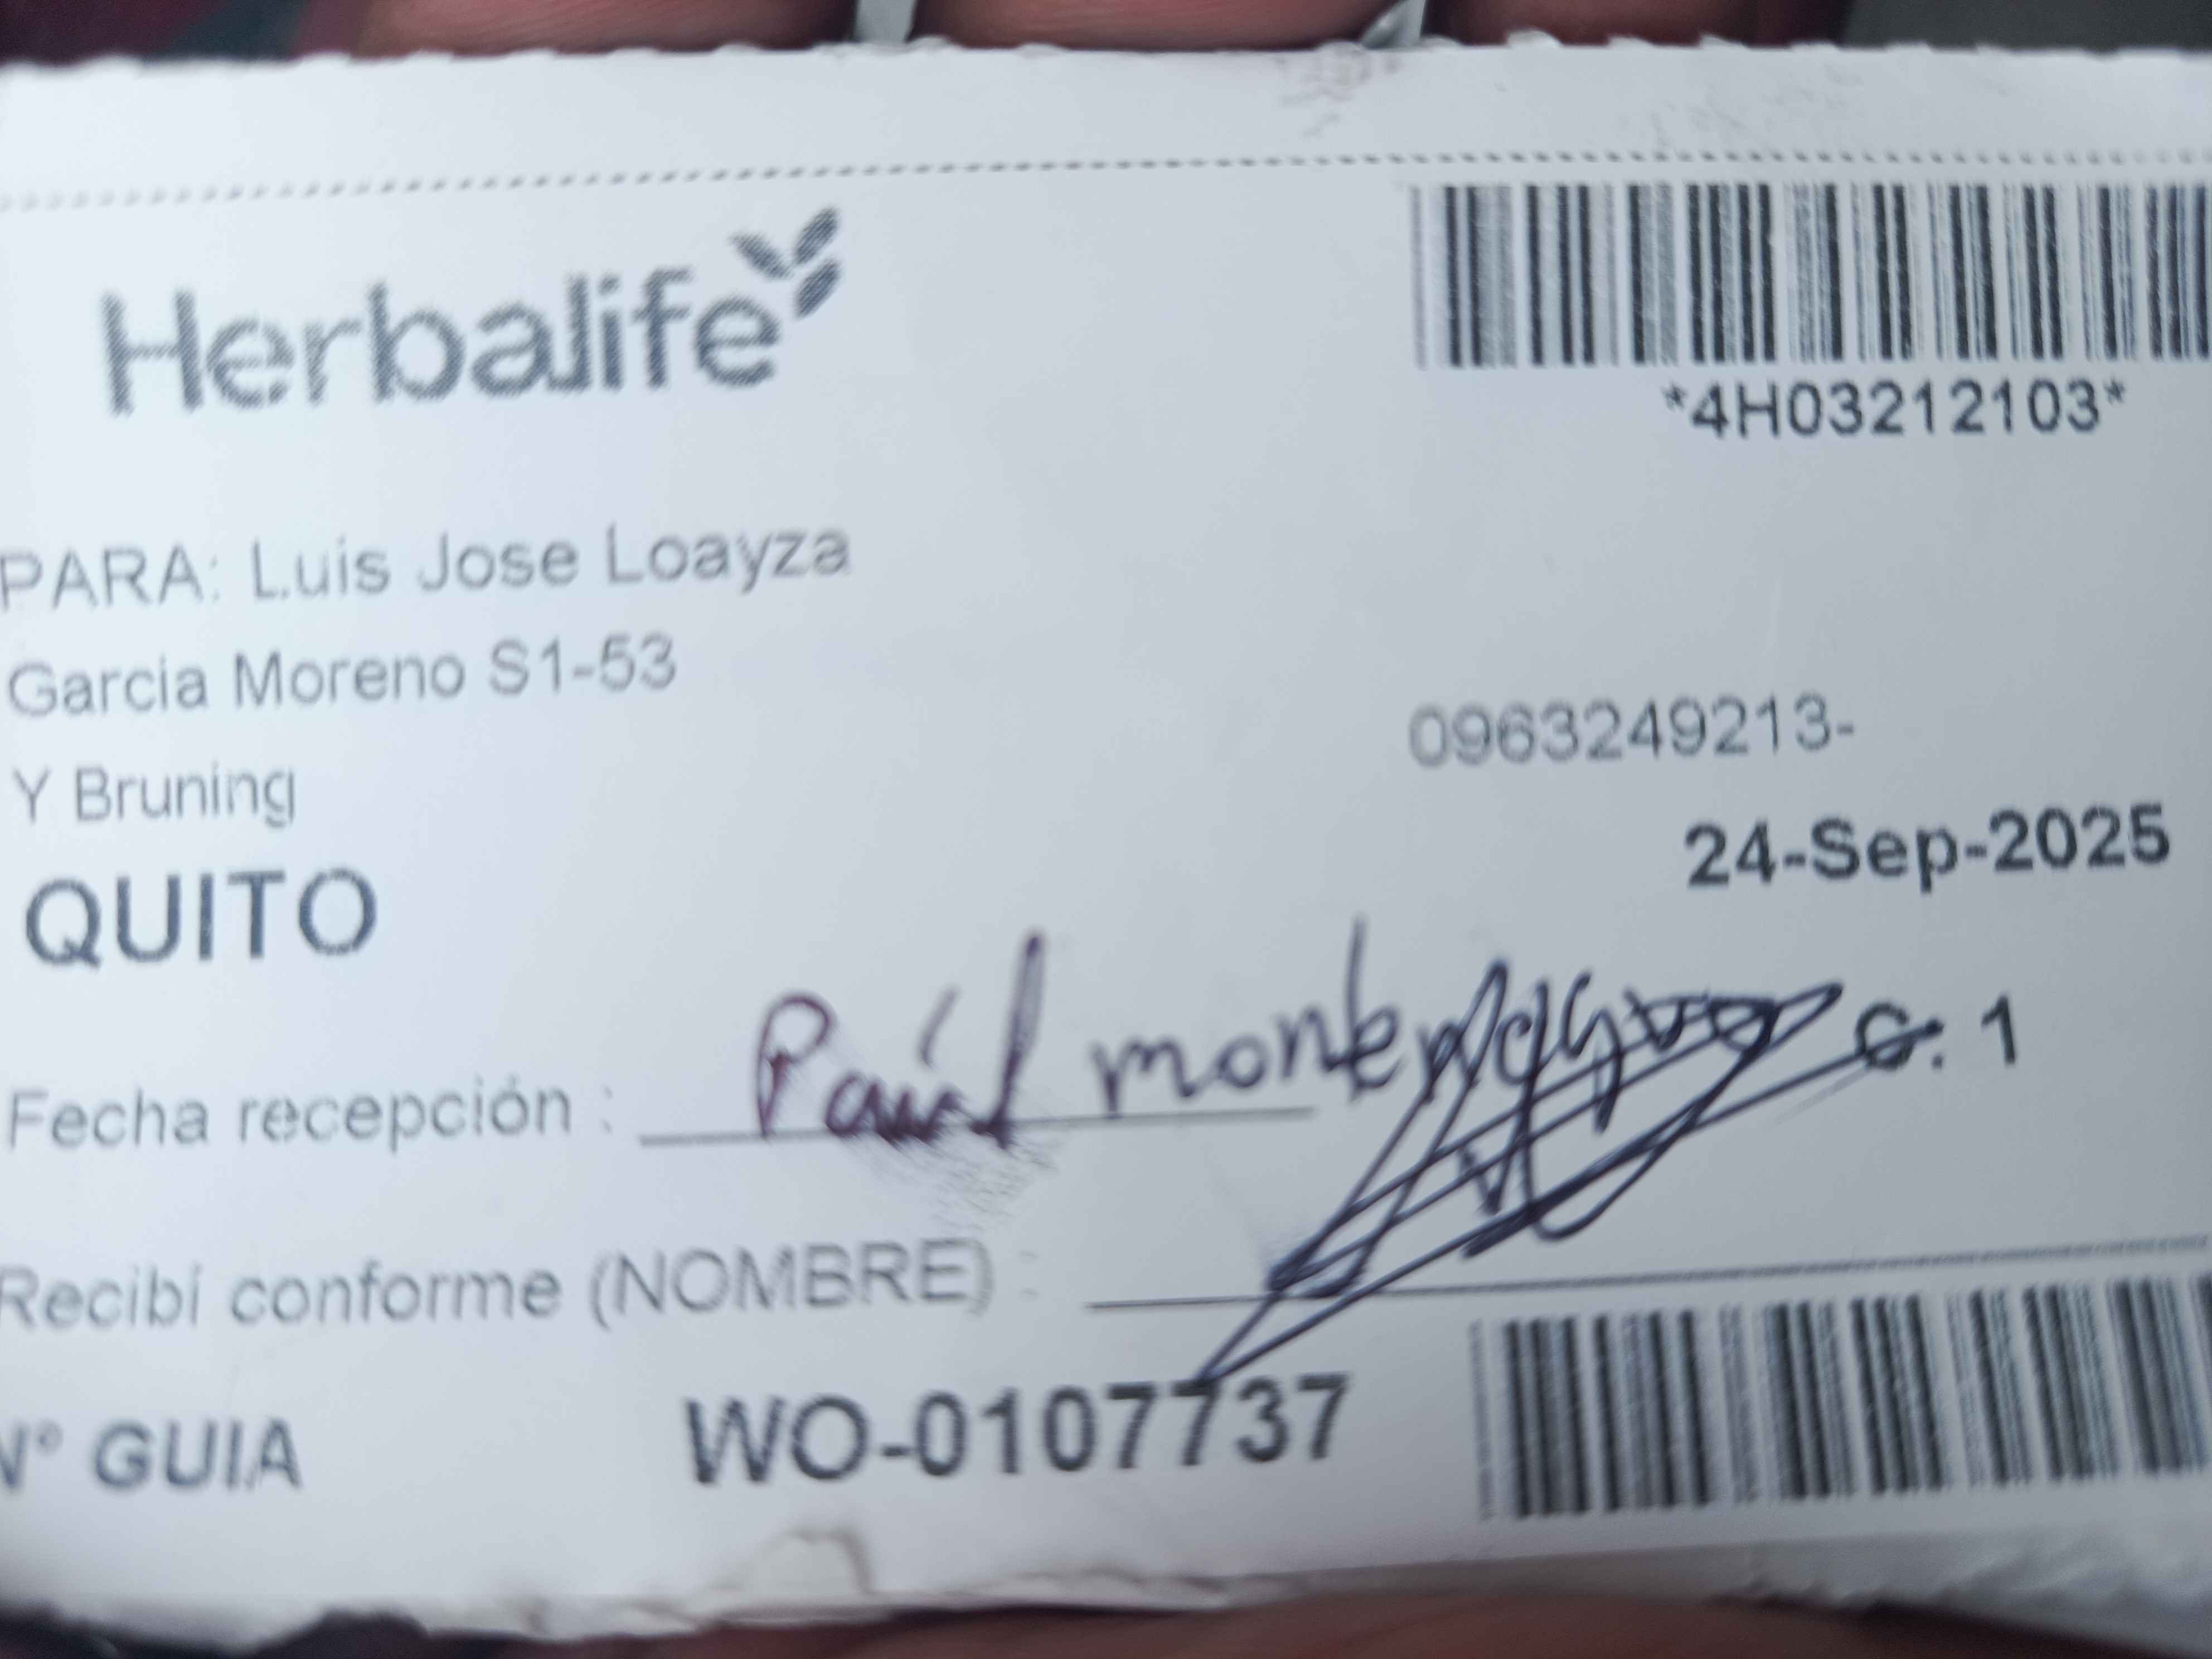 Herbalife
*4H03212103*
PARA: Luis Jose Loayza
Garcia Moreno S1-53
0963249213-
Y Bruning
24-Sep-2025
QUITO
C: 1
Fecha recepción : Paúl
Recibí conforme (NOMBRE) :
N° GUIA WO-0107737